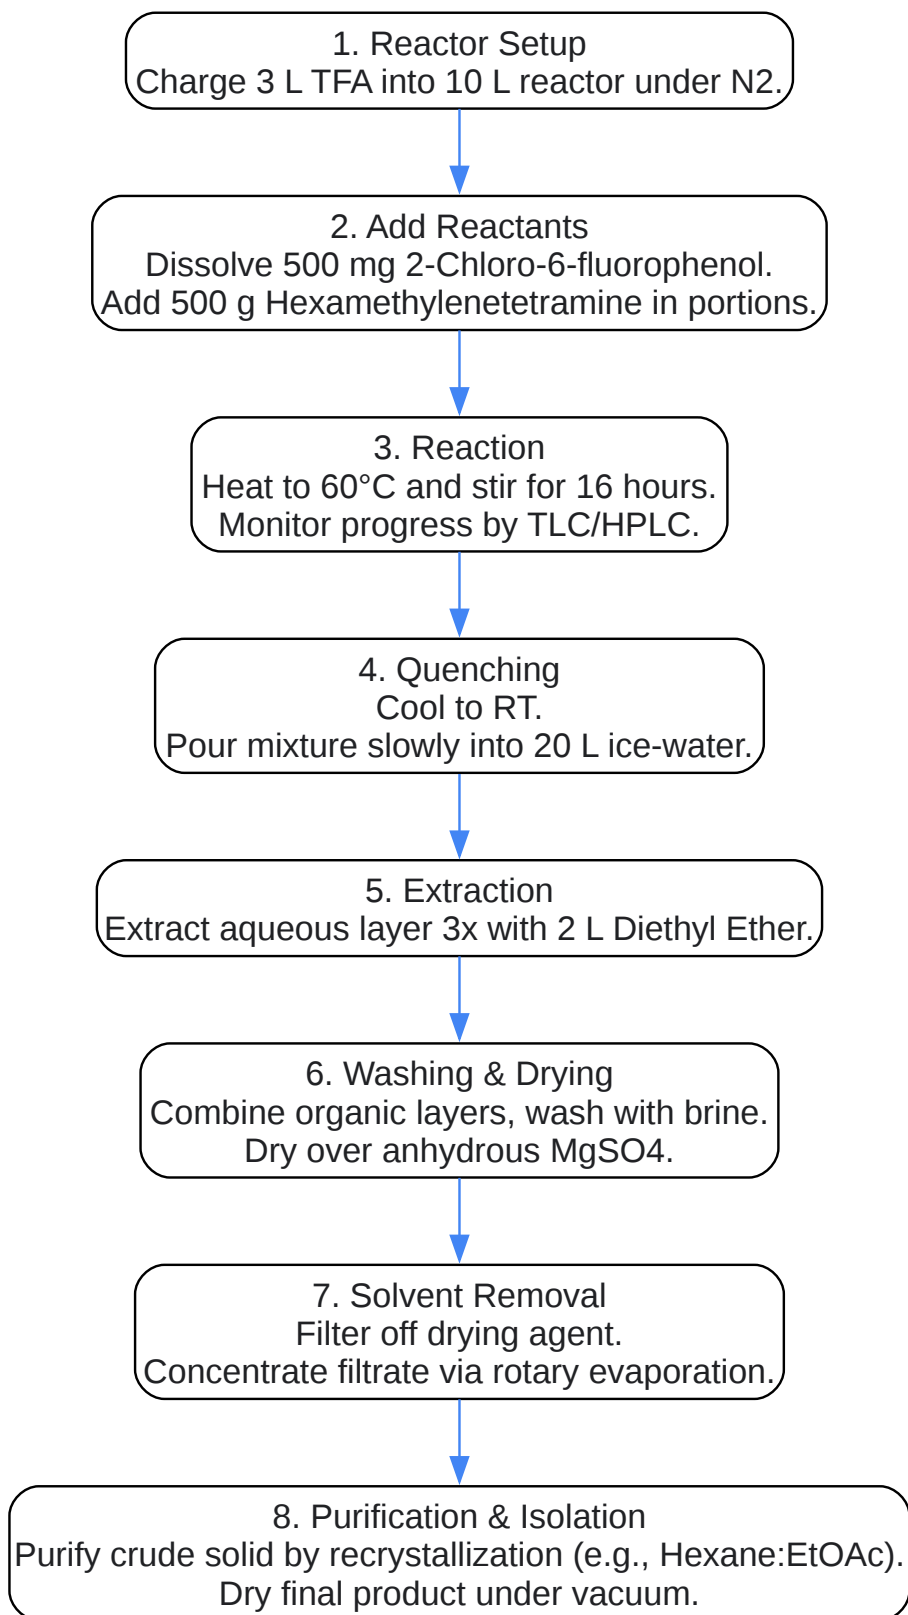 1. Reactor Setup
Charge 3 L TFA into 10 L reactor under N2.
2. Add Reactants
Dissolve 500 mg 2-Chloro-6-fluorophenol.
Add 500 g Hexamethylenetetramine in portions.
3. Reaction
Heat to 60°C and stir for 16 hours.
Monitor progress by TLC/HPLC.
4. Quenching
Cool to RT.
Pour mixture slowly into 20 L ice-water.
5. Extraction
Extract aqueous layer 3x with 2 L Diethyl Ether.
6. Washing & Drying
Combine organic layers, wash with brine.
Dry over anhydrous MgSO4.
7. Solvent Removal
Filter off drying agent.
Concentrate filtrate via rotary evaporation.
8. Purification & Isolation
Purify crude solid by recrystallization (e.g., Hexane:EtOAc).
Dry final product under vacuum.